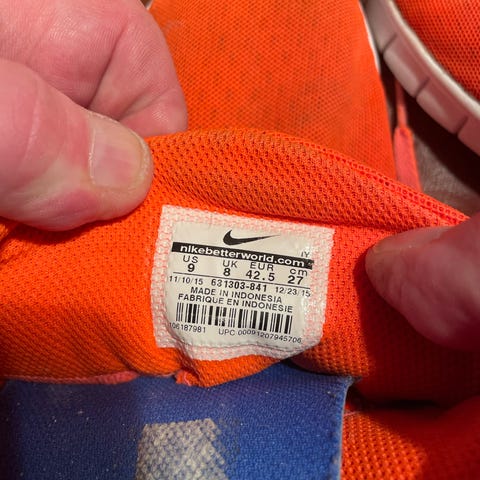 nikebetterworld.com
US UK EUR cm
9 8 42.5 27
11/10/15 631303-841 12/23/15
MADE IN INDONESIA
FABRIQUE EN INDONESIE
106187981 UPC:00091207945706